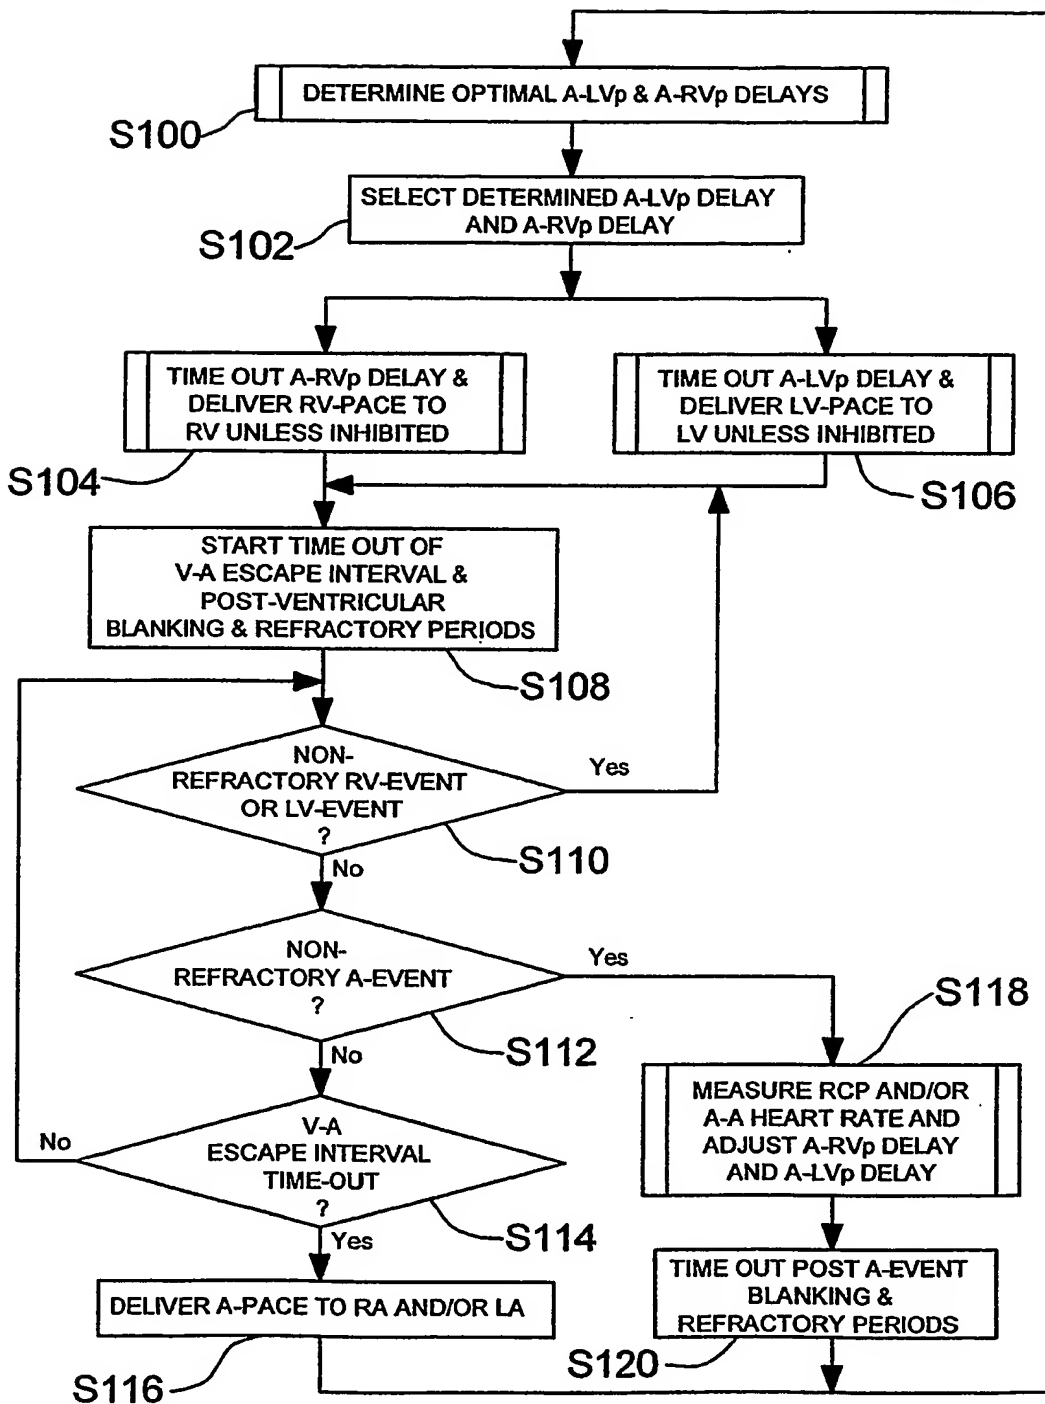 DETERMINE OPTIMAL A-LVp & A-RVp DELAYS
S100
SELECT DETERMINED A-LVp DELAY
AND A-RVp DELAY
S102
TIME OUT A-RVp DELAY &
DELIVER RV-PACE TO
RV UNLESS INHIBITED
S104
TIME OUT A-LVp DELAY &
DELIVER LV-PACE TO
LV UNLESS INHIBITED
S106
START TIME OUT OF
V-A ESCAPE INTERVAL &
POST-VENTRICULAR
BLANKING & REFRACTORY PERIODS
S108
NON-
REFRACTORY RV-EVENT
OR LV-EVENT
?
Yes
S110
No
NON-
REFRACTORY A-EVENT
?
Yes
S112
No
V-A
ESCAPE INTERVAL
TIME-OUT
?
No
S114
Yes
DELIVER A-PACE TO RA AND/OR LA
S116
S118
MEASURE RCP AND/OR
A-A HEART RATE AND
ADJUST A-RVp DELAY
AND A-LVp DELAY
TIME OUT POST A-EVENT
BLANKING &
REFRACTORY PERIODS
S120